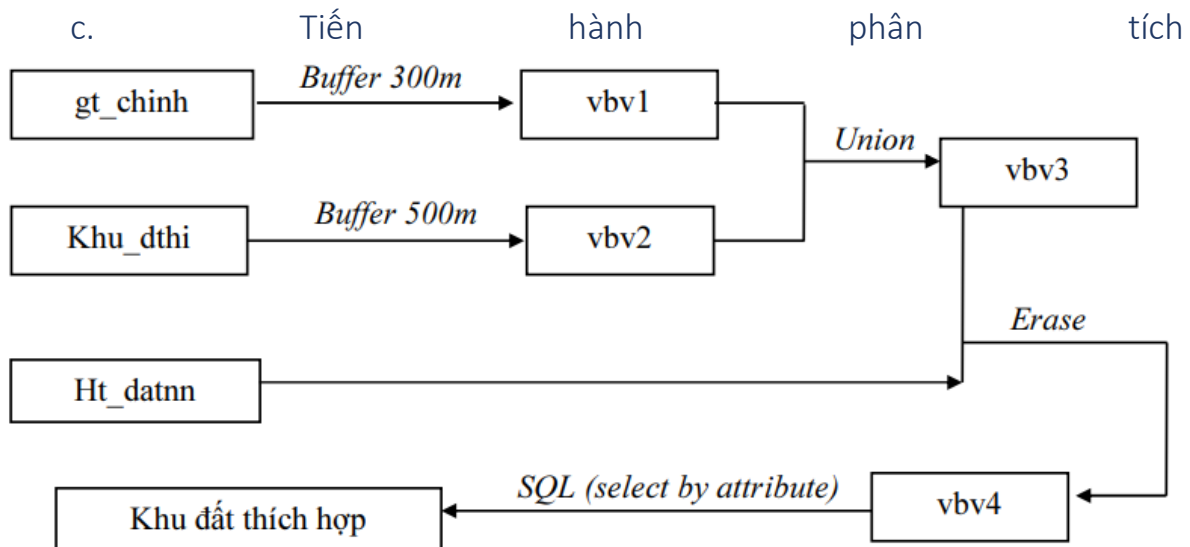 c. Tiến hành phân tích
Buffer 300m
gt_chinh
vbv1
Union
vbv3
Buffer 500m
Khu_dthi
vbv2
Erase
Ht_datnn
SQL (select by attribute)
vbv4
Khu đất thích hợp